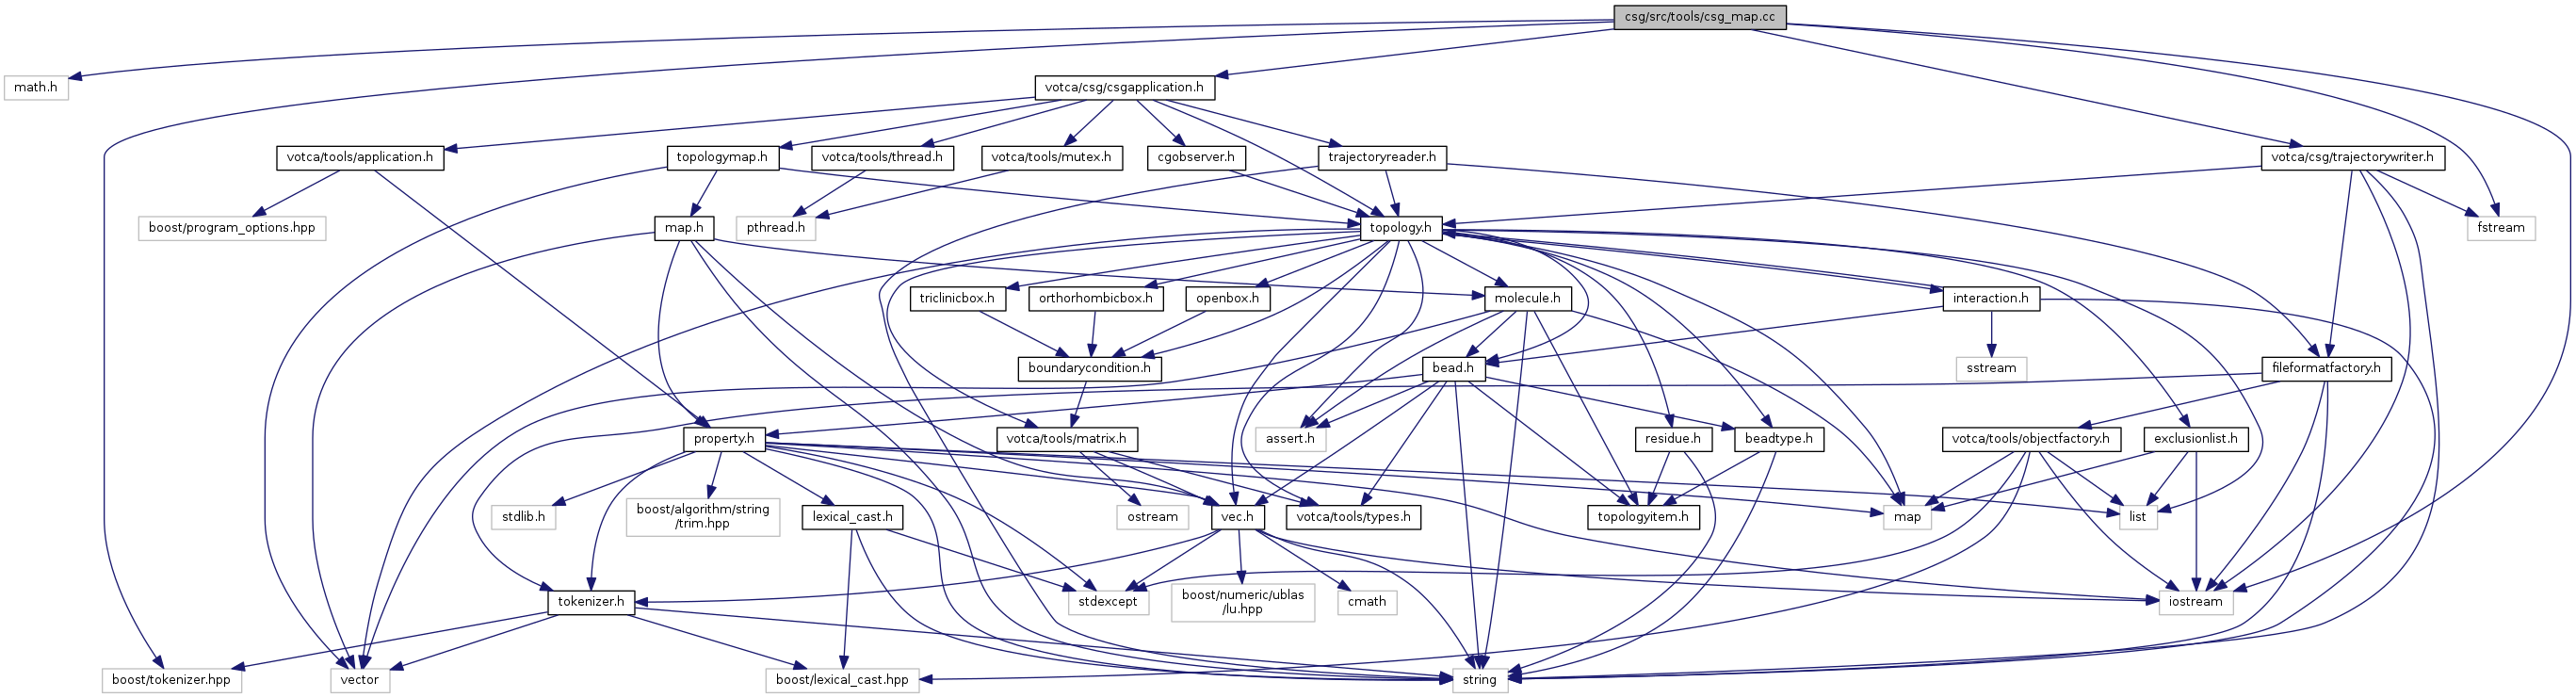 csg/src/tools/csg_map.cc
math.h
votca/csg/csgapplication.h
votca/tools/application.h
topologymap.h
votca/tools/thread.h
votca/tools/mutex.h
cgobserver.h
trajectoryreader.h
votca/csg/trajectorywriter.h
boost/program_options.hpp
map.h
pthread.h
topology.h
fstream
triclinicbox.h
orthorhombicbox.h
openbox.h
molecule.h
interaction.h
boundarycondition.h
bead.h
sstream
fileformatfactory.h
property.h
votca/tools/matrix.h
assert.h
residue.h
beadtype.h
votca/tools/objectfactory.h
exclusionlist.h
stdlib.h
boost/algorithm/string
/trim.hpp
lexical_cast.h
ostream
vec.h
votca/tools/types.h
topologyitem.h
map
list
tokenizer.h
stdexcept
boost/numeric/ublas
/lu.hpp
cmath
iostream
boost/tokenizer.hpp
vector
boost/lexical_cast.hpp
string